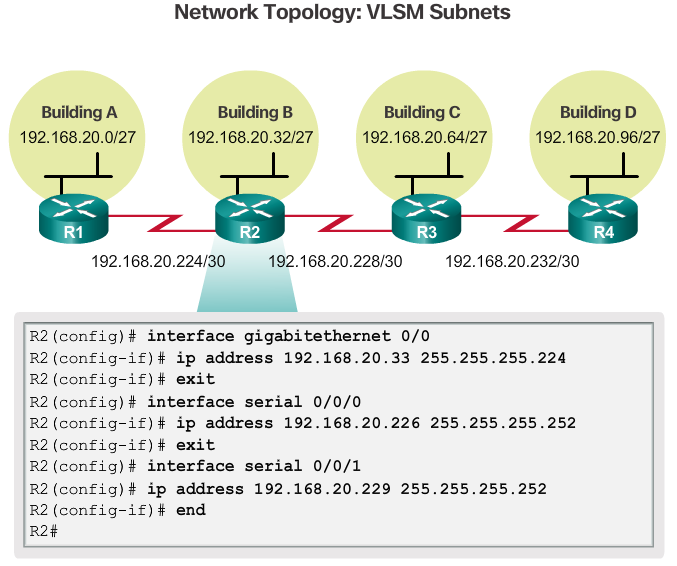 Network Topology: VLSM Subnets
Building A
192.168.20.0/27
Building B
192.168.20.32/27
Building C
192.168.20.64/27
Building D
192.168.20.96/27
R1
R2
R3
R4
192.168.20.224/30
192.168.20.228/30
192.168.20.232/30
R2(config)# interface gigabitethernet 0/0
R2(config-if)# ip address 192.168.20.33 255.255.255.224
R2(config-if)# exit
R2(config)# interface serial 0/0/0
R2(config-if)# ip address 192.168.20.226 255.255.255.252
R2(config-if)# exit
R2(config-if)# interface serial 0/0/1
R2(config)# ip address 192.168.20.229 255.255.255.252
R2(config-if)# end
R2#